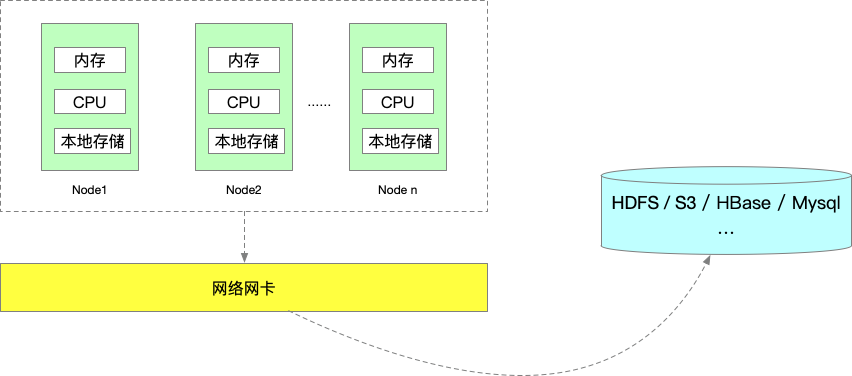 内存 内存 内存
CPU CPU ...... CPU
本地存储 本地存储 本地存储
Node1 Node2 Node n
HDFS / S3 / HBase / Mysql
...
网络网卡